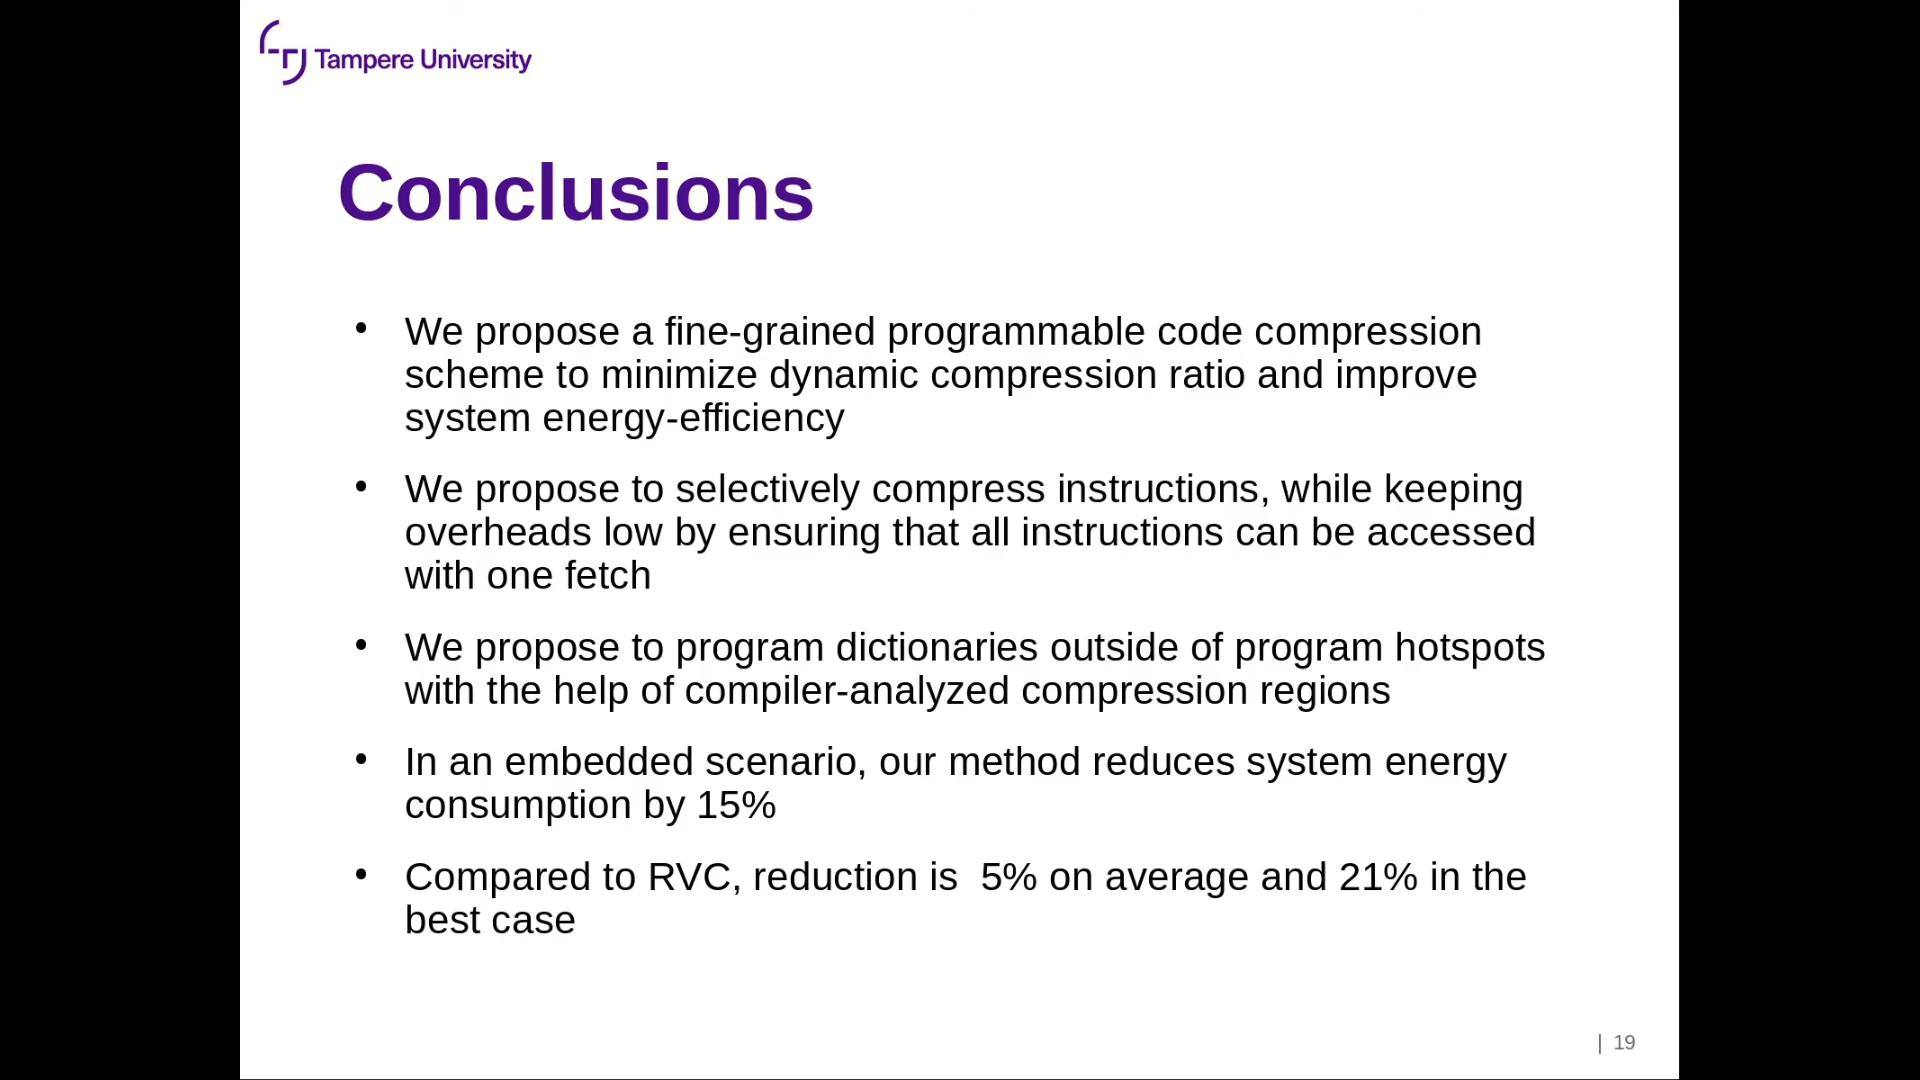 Tampere University
Conclusions
• We propose a fine-grained programmable code compression
scheme to minimize dynamic compression ratio and improve
system energy-efficiency
• We propose to selectively compress instructions, while keeping
overheads low by ensuring that all instructions can be accessed
with one fetch
• We propose to program dictionaries outside of program hotspots
with the help of compiler-analyzed compression regions
• In an embedded scenario, our method reduces system energy
consumption by 15%
• Compared to RVC, reduction is  5% on average and 21% in the
best case
| 19